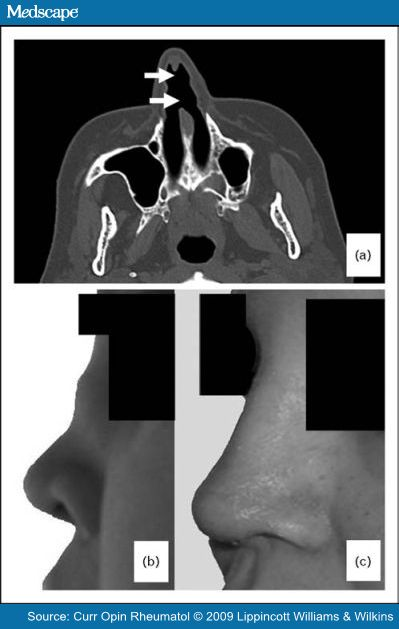 Medscape
(a)
(b)
(c)
Source: Curr Opin Rheumatol © 2009 Lippincott Williams & Wilkins